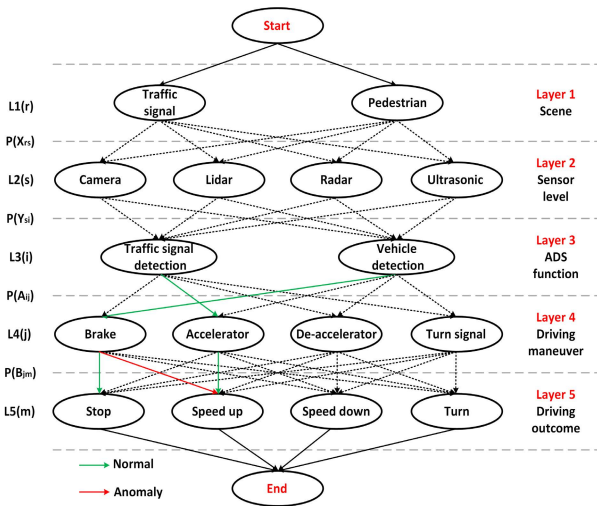 Start
Layer 1
L1(r)
Traffic
signal
Pedestrian
Scene
P(Xrs)
Layer 2
L2(s)
Camera
Lidar
Radar
Ultrasonic
Sensor
level
P(Ysi)
Layer 3
L3(i)
Traffic signal
detection
Vehicle
detection
ADS
function
P(Aij)
Layer 4
L4(j)
Brake
Accelerator
De-accelerator
Turn signal
Driving
maneuver
P(Bjm)
Layer 5
L5(m)
Stop
Speed up
Speed down
Turn
Driving
outcome
Normal
Anomaly
End